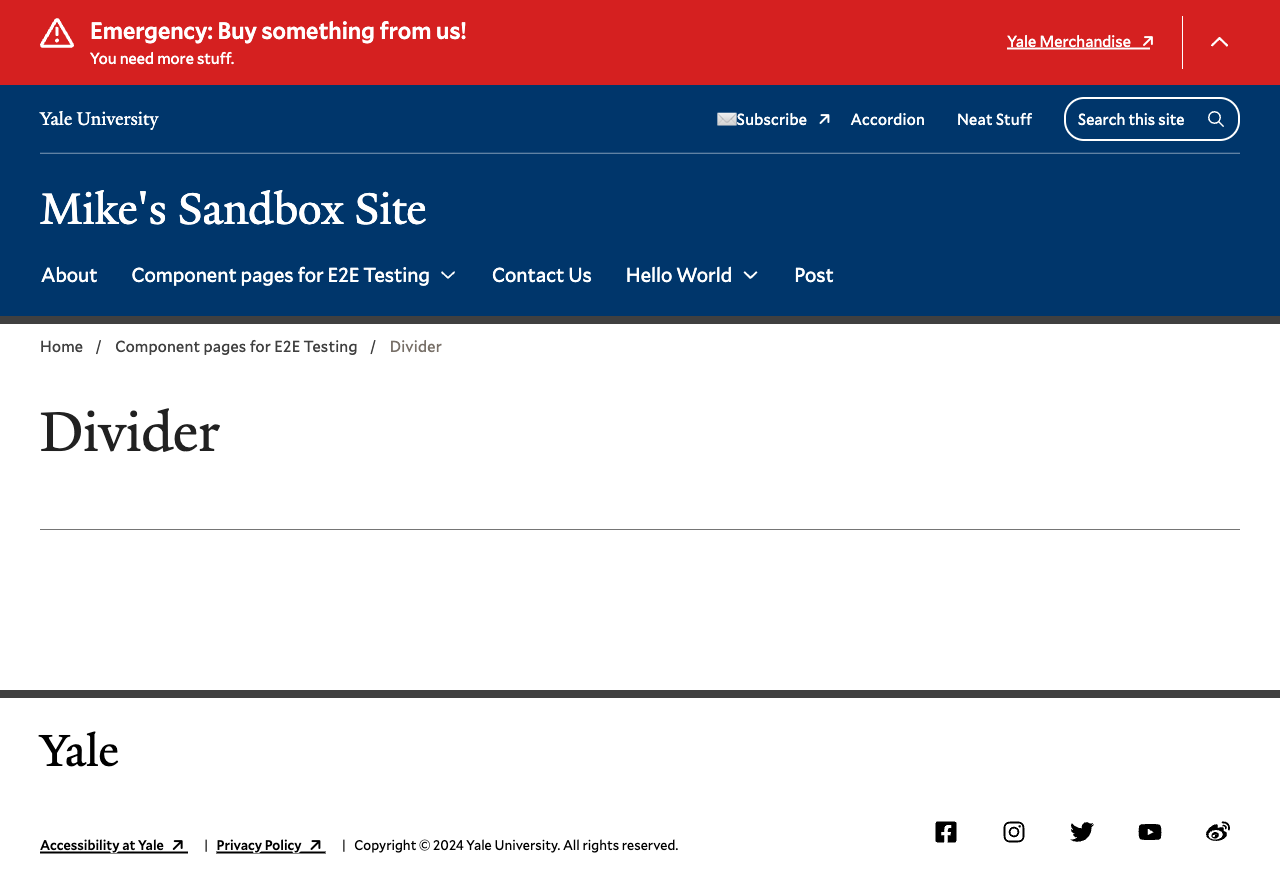 Emergency: Buy something from us!
You need more stuff.
Yale Merchandise
Yale University
Subscribe
Accordion
Neat Stuff
Search this site
Mike's Sandbox Site
About
Component pages for E2E Testing
Contact Us
Hello World
Post
Home / Component pages for E2E Testing / Divider
Divider
Yale
Accessibility at Yale | Privacy Policy | Copyright © 2024 Yale University. All rights reserved.